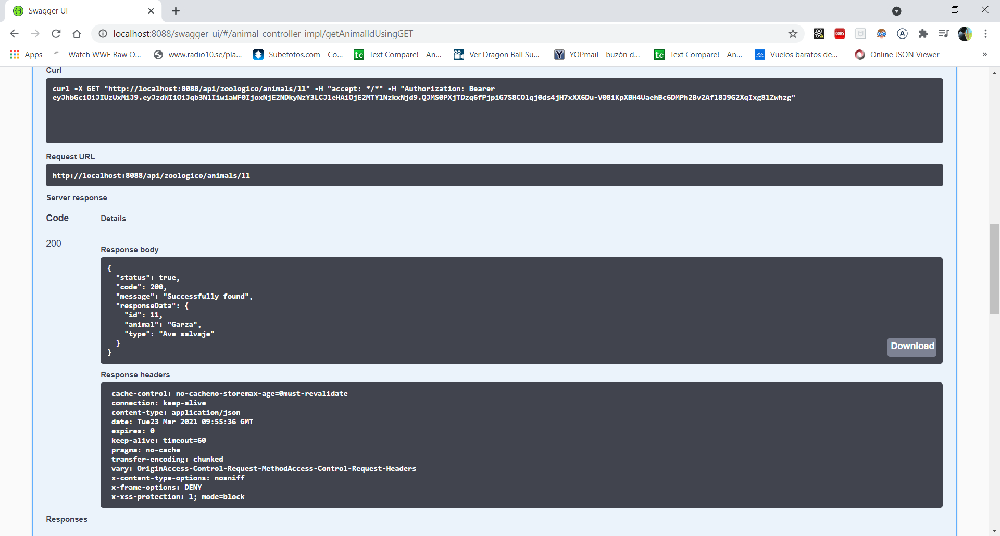 Swagger UI
localhost:8088/swagger-ui/#/animal-controller-impl/getAnimalIdUsingGET
CORS
Apps
Watch WWE Raw O...
www.radio10.se/pla...
Subefotos.com - Co...
tc
Text Compare! - An...
Ver Dragon Ball Su...
Y
YOPmail - buzón d...
tc
Text Compare! - An...
Vuelos baratos de...
Online JSON Viewer
»
Curl
curl -X GET "http://localhost:8088/api/zoologico/animals/11" -H "accept: */*" -H "Authorization: Bearer
eyJhbGciOiJIUzUxMiJ9.eyJzdWIiOiJqb3NlIiwiaWF0IjoxNjE2NDkyNzY3LCJleHAiOjE2MTY1NzkxNjd9.QJMS0PXjTDzq6fPjpiG7S8COlqj0ds4jH7xXX6Du-V08iKpXBH4UaehBc6DMPh2Bv2Af18J9G2XqIxg81Zwhzg"
Request URL
http://localhost:8088/api/zoologico/animals/11
Server response
Code
Details
200
Response body
{
"status": true,
"code": 200,
"message": "Successfully found",
"responseData": {
"id": 11,
"animal": "Garza",
"type": "Ave salvaje"
}
}
Download
Response headers
cache-control: no-cacheno-storemax-age=0must-revalidate
connection: keep-alive
content-type: application/json
date: Tue23 Mar 2021 09:55:36 GMT
expires: 0
keep-alive: timeout=60
pragma: no-cache
transfer-encoding: chunked
vary: OriginAccess-Control-Request-MethodAccess-Control-Request-Headers
x-content-type-options: nosniff
x-frame-options: DENY
x-xss-protection: 1; mode=block
Responses